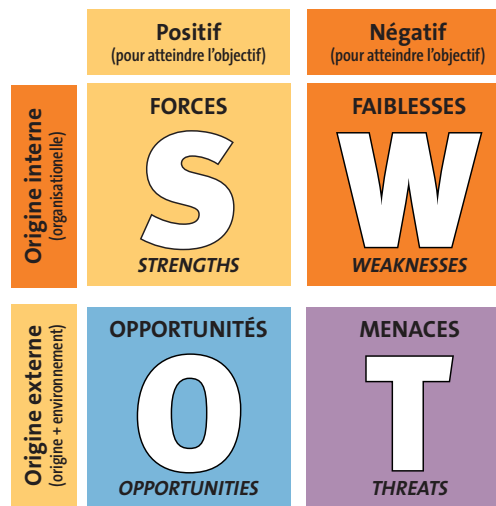 Positif
(pour atteindre l'objectif)
Négatif
(pour atteindre l'objectif)
Origine interne
(organisationelle)
FORCES
S
STRENGTHS
FAIBLESSES
W
WEAKNESSES
Origine externe
(origine + environnement)
OPPORTUNITÉS
O
OPPORTUNITIES
MENACES
T
THREATS